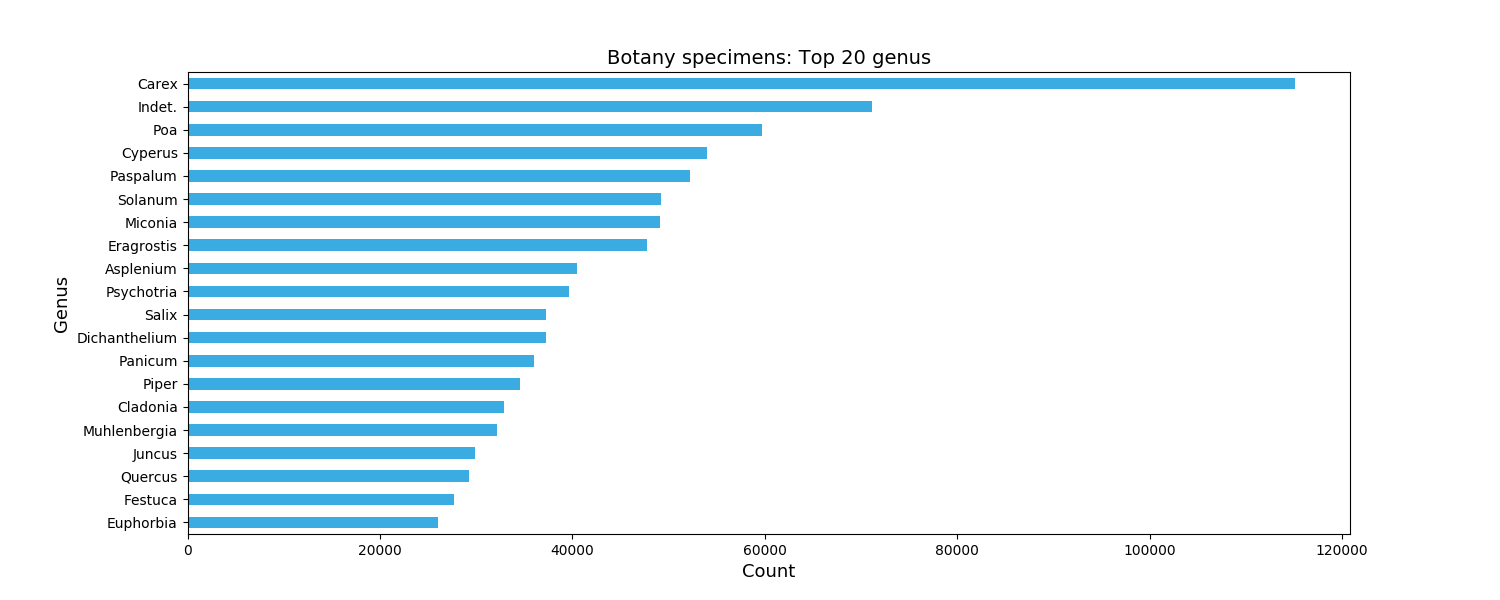 Botany specimens: Top 20 genus
Carex
Indet.
Poa
Cyperus
Paspalum
Solanum
Miconia
Eragrostis
Asplenium
Psychotria
Salix
Dichanthelium
Panicum
Piper
Cladonia
Muhlenbergia
Juncus
Quercus
Festuca
Euphorbia
Genus
0 20000 40000 60000 80000 100000 120000
Count